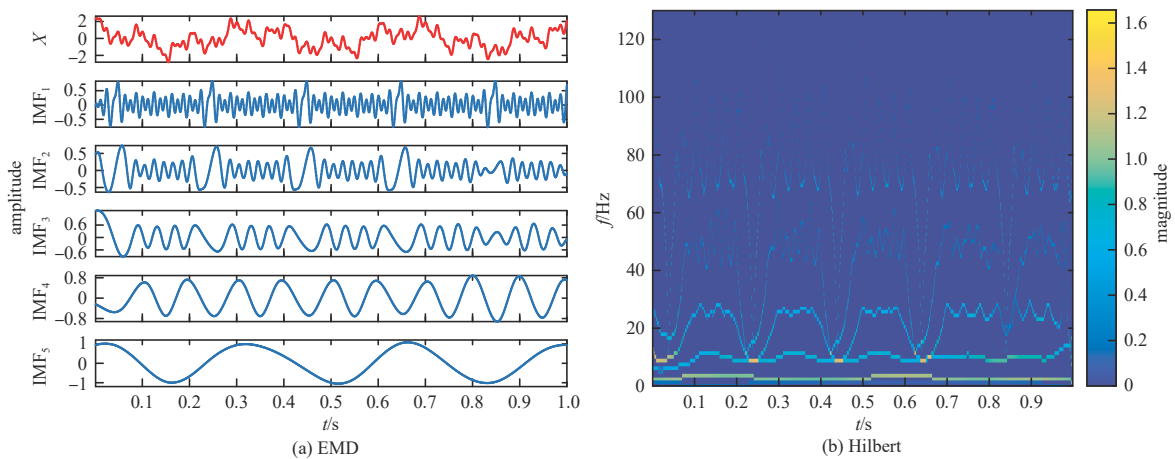 amplitude
X
2
0
−2
IMF1
0.5
−0.5
IMF2
0.5
−0.5
IMF3
0.6
−0.6
IMF4
0.8
0
−0.8
IMF5
1
0
−1
0.1 0.2 0.3 0.4 0.5 0.6 0.7 0.8 0.9 1.0
t/s
(a) EMD
f/Hz
120
100
80
60
40
20
0
0.1 0.2 0.3 0.4 0.5 0.6 0.7 0.8 0.9
t/s
(b) Hilbert
1.6
1.4
1.2
1.0
0.8
0.6
0.4
0.2
0
magnitude